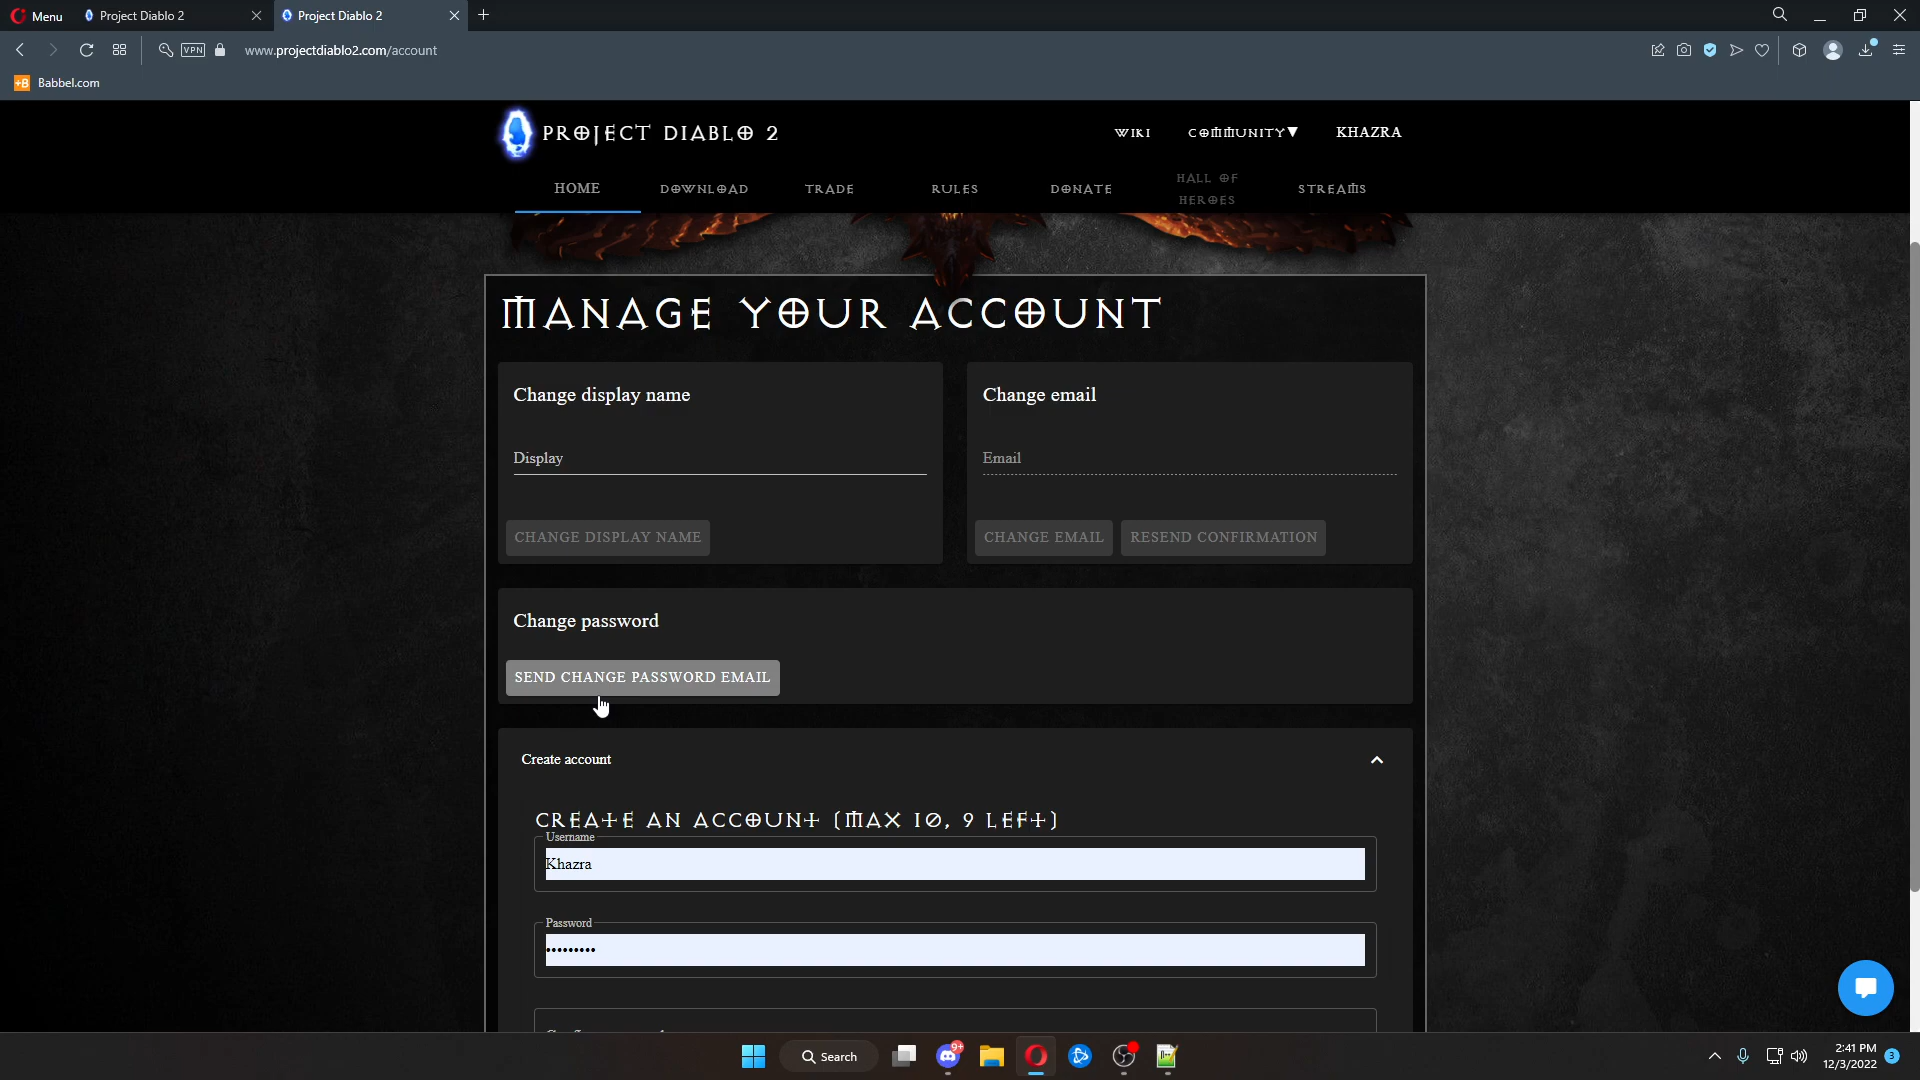 Menu
Project Diablo 2
Project Diablo 2
VPN
www.projectdiablo2.com/account
+B Babbel.com
PROJECT DIABLO 2
WIKI
COMMUNITY▼
KHAZRA
HOME
DOWNLOAD
TRADE
RULES
DONATE
HALL OF
HEROES
STREAMS
MANAGE YOUR ACCOUNT
Change display name
Change email
Display
Email
CHANGE DISPLAY NAME
CHANGE EMAIL
RESEND CONFIRMATION
Change password
SEND CHANGE PASSWORD EMAIL
Create account
CREATE AN ACCOUNT (MAX 10, 9 LEFT)
Username
Khazra
Password
•••••••••
Search
9+
2:41 PM
12/3/2022
3